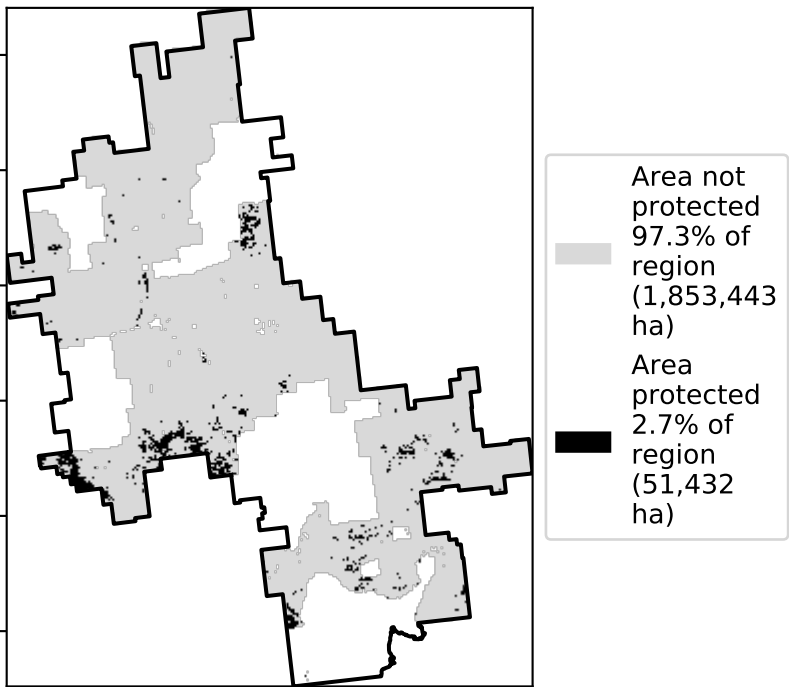 Area not
protected
97.3% of
region
(1,853,443
ha)
Area
protected
2.7% of
region
(51,432
ha)